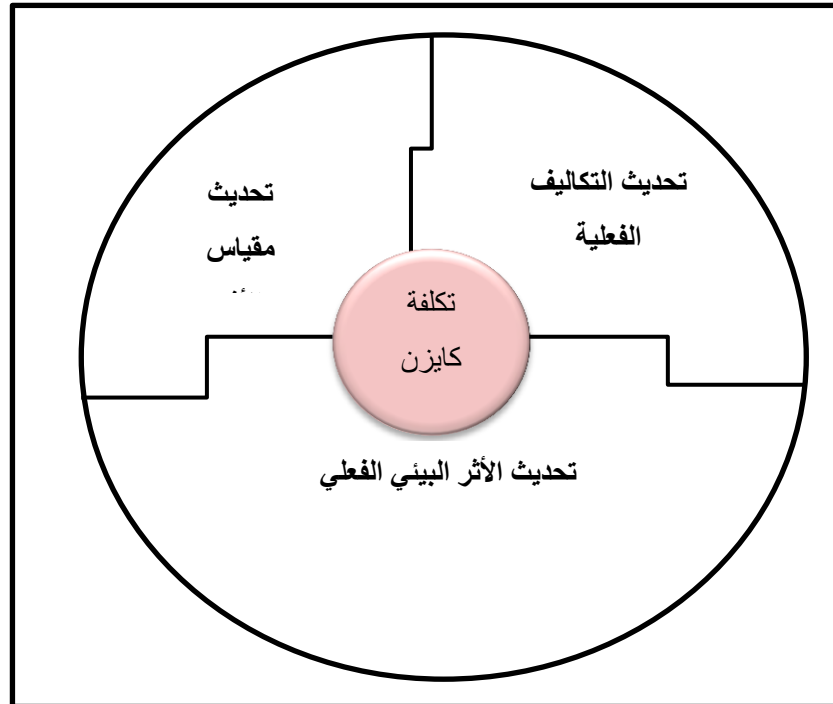 تحديث التكاليف
الفعلية
تحديث
مقياس
تكلفة
كايزن
تحديث الأثر البيئي الفعلي